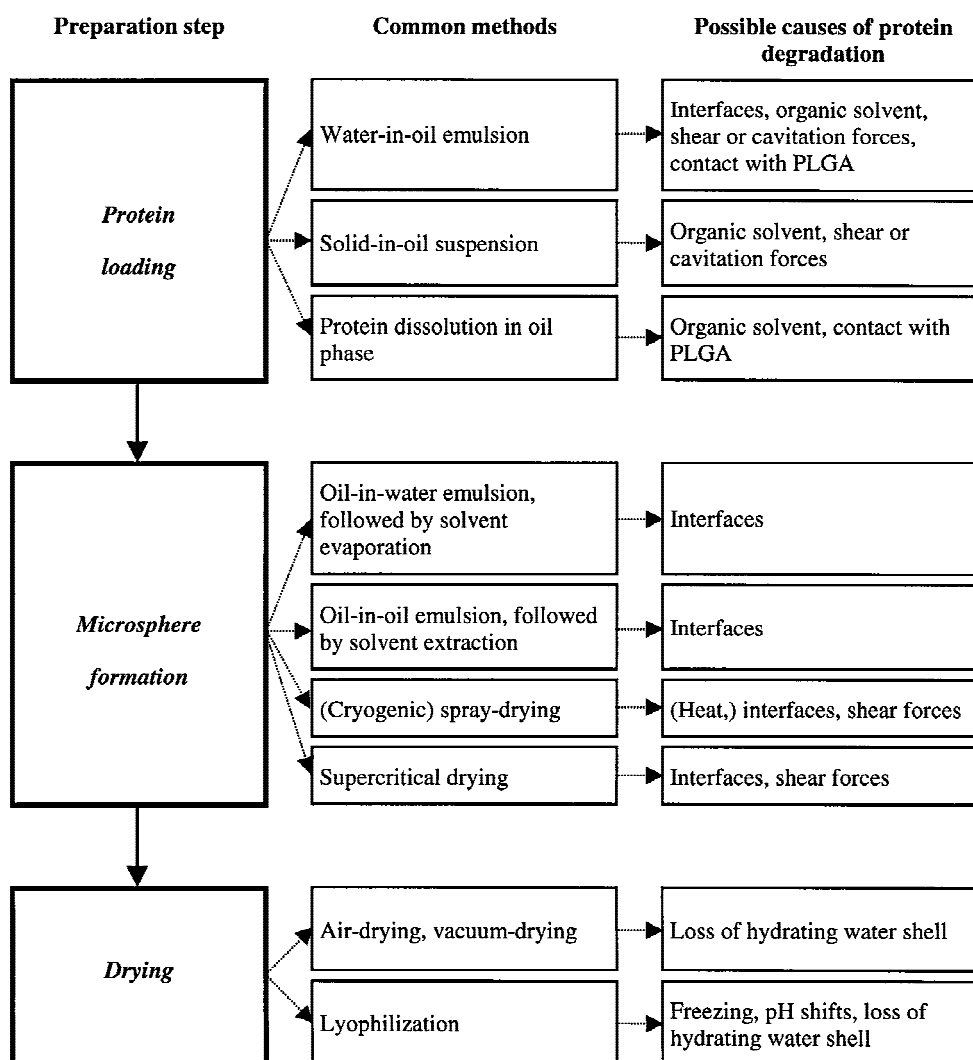 Preparation step
Common methods
Possible causes of protein
degradation
Protein
loading
Water-in-oil emulsion
Interfaces, organic solvent,
shear or cavitation forces,
contact with PLGA
Solid-in-oil suspension
Organic solvent, shear or
cavitation forces
Protein dissolution in oil
phase
Organic solvent, contact with
PLGA
Microsphere
formation
Oil-in-water emulsion,
followed by solvent
evaporation
Interfaces
Oil-in-oil emulsion, followed
by solvent extraction
Interfaces
(Cryogenic) spray-drying
(Heat,) interfaces, shear forces
Supercritical drying
Interfaces, shear forces
Drying
Air-drying, vacuum-drying
Loss of hydrating water shell
Lyophilization
Freezing, pH shifts, loss of
hydrating water shell